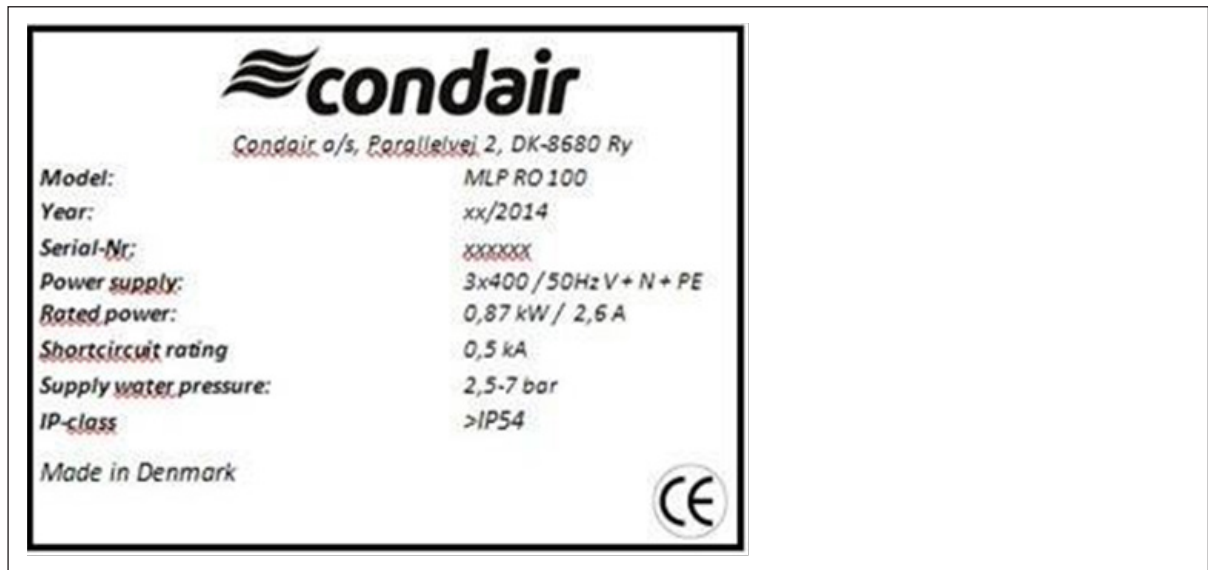 condair
Condair a/s, Parallelvej 2, DK-8680 Ry
Model: MLP RO 100
Year: xx/2014
Serial-Nr: xxxxxx
Power supply: 3x400 / 50Hz V + N + PE
Rated power: 0,87 kW / 2,6 A
Shortcircuit rating 0,5 kA
Supply water pressure: 2,5-7 bar
IP-class >IP54
Made in Denmark
CE